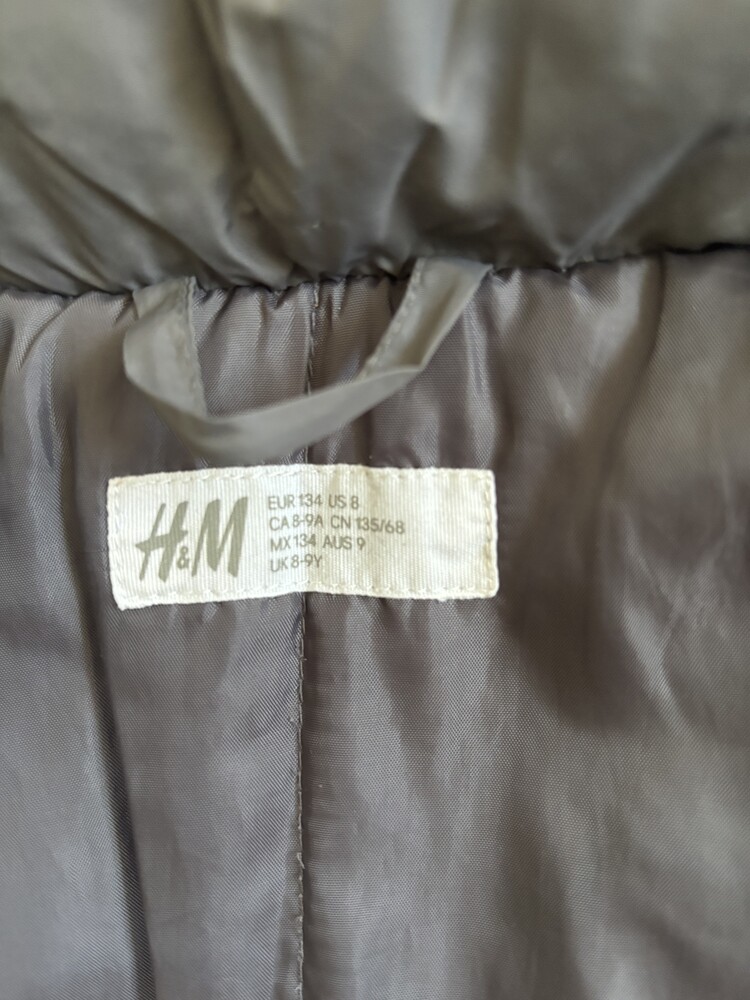 H&M
EUR 134 US 8
CA 8-9A CN 135/68
MX 134 AUS 9
UK 8-9Y